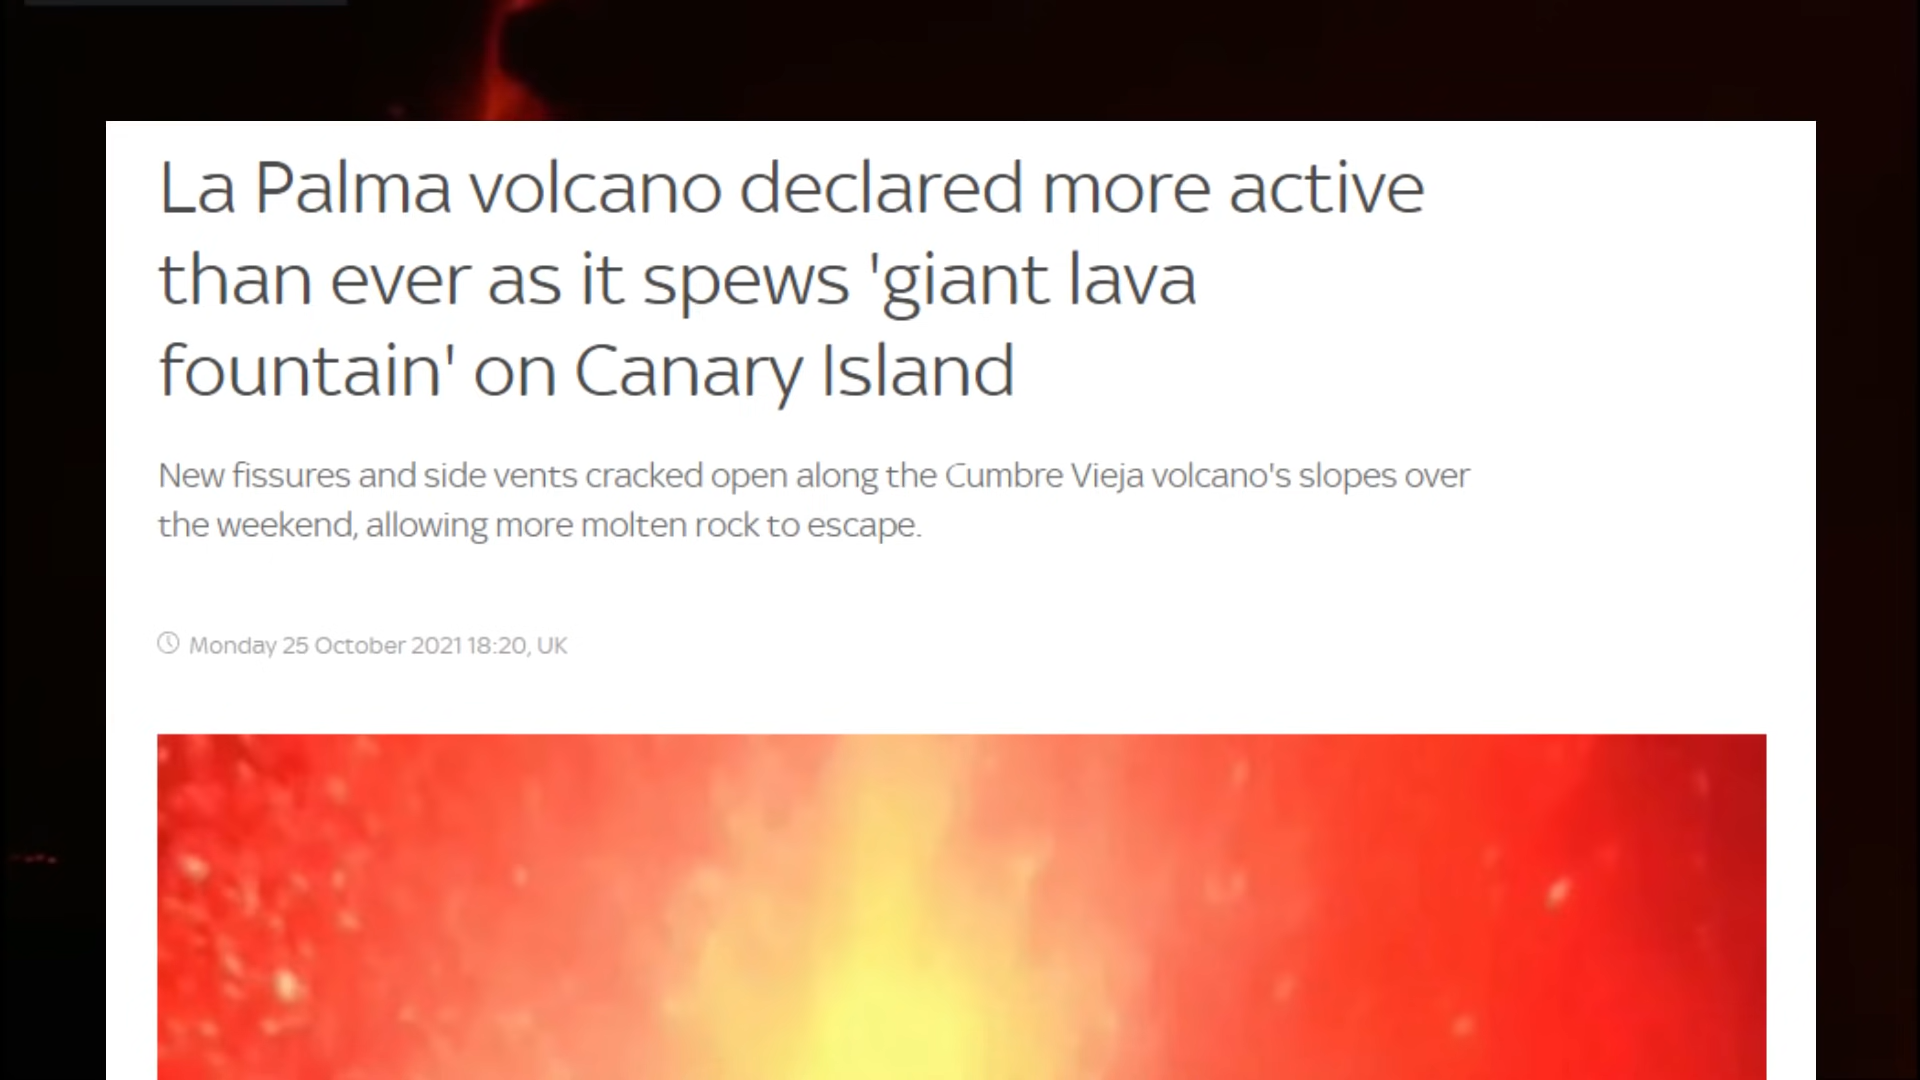 La Palma volcano declared more active
than ever as it spews 'giant lava
fountain' on Canary Island
New fissures and side vents cracked open along the Cumbre Vieja volcano's slopes over
the weekend, allowing more molten rock to escape.
Monday 25 October 2021 18:20, UK